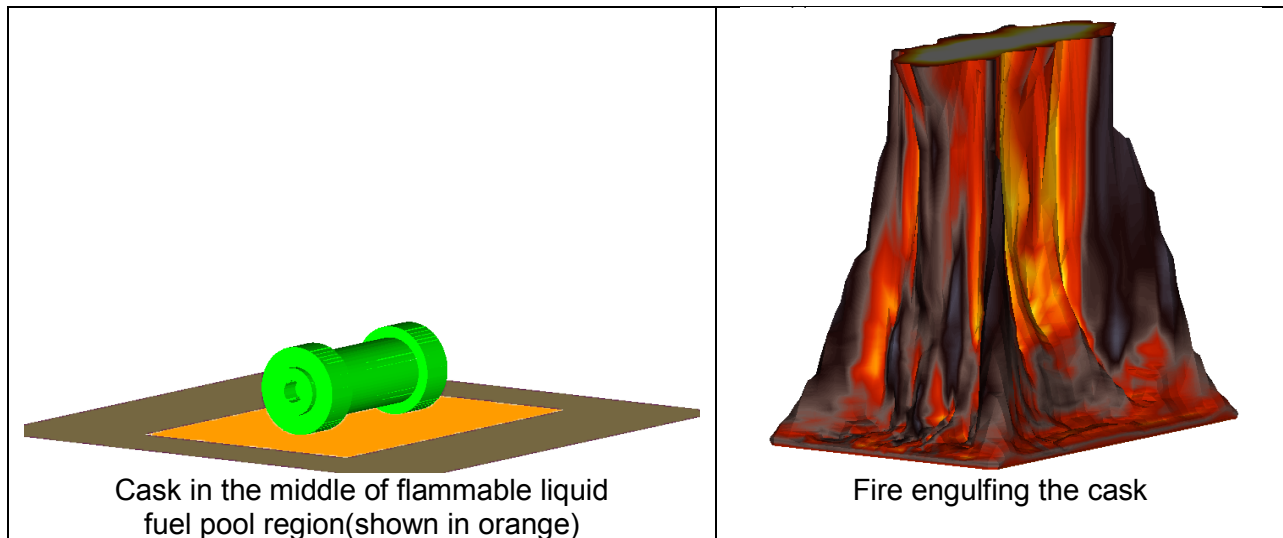 Cask in the middle of flammable liquid
fuel pool region(shown in orange)
Fire engulfing the cask